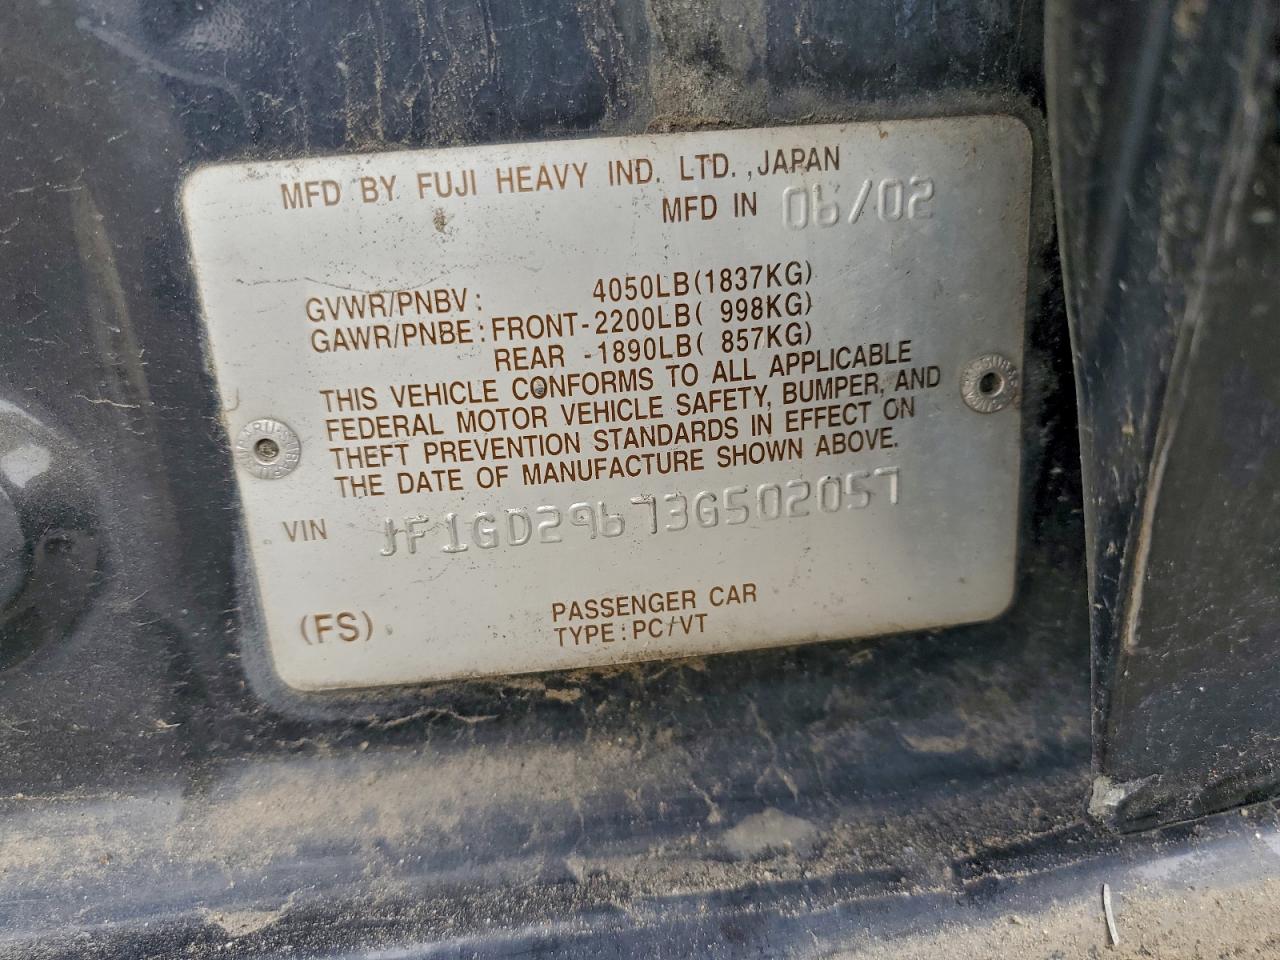 MFD BY FUJI HEAVY IND. LTD.,JAPAN
MFD IN 06/02
GVWR/PNBV: 4050LB(1837KG)
GAWR/PNBE:FRONT-2200LB( 998KG)
REAR -1890LB( 857KG)
THIS VEHICLE CONFORMS TO ALL APPLICABLE
FEDERAL MOTOR VEHICLE SAFETY, BUMPER, AND
THEFT PREVENTION STANDARDS IN EFFECT ON
THE DATE OF MANUFACTURE SHOWN ABOVE.
VIN JF1GD29673G502057
(FS)
PASSENGER CAR
TYPE:PC/VT